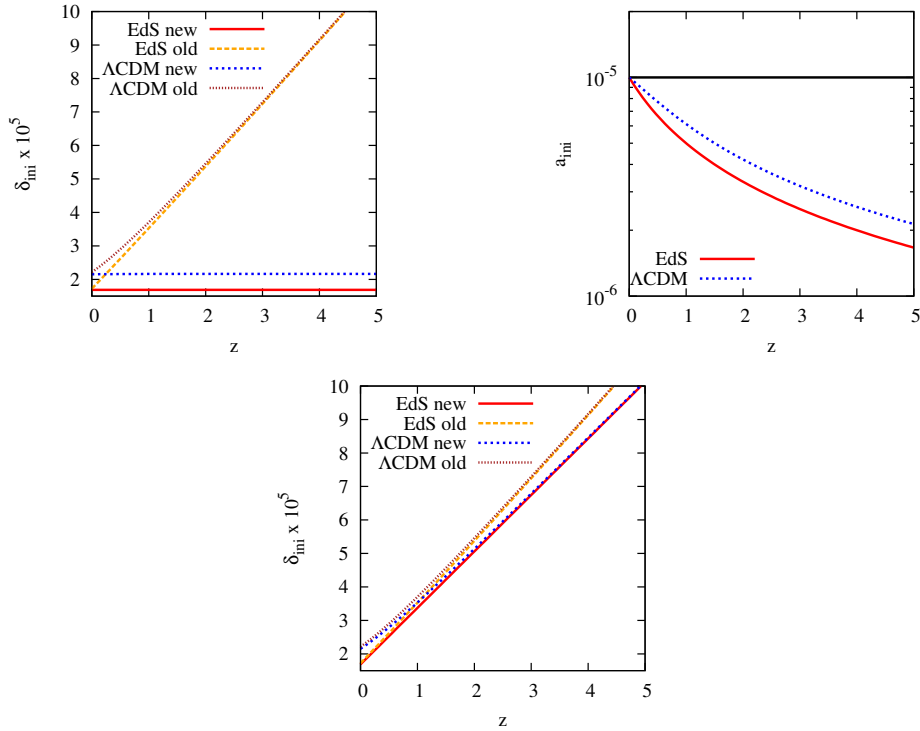 EdS new
EdS old
ΛCDM new
ΛCDM old
10
9
8
7
6
5
4
3
2
δini x 10^5
0 1 2 3 4 5
z
EdS
ΛCDM
10^-5
10^-6
aini
0 1 2 3 4 5
z
EdS new
EdS old
ΛCDM new
ΛCDM old
10
9
8
7
6
5
4
3
2
δini x 10^5
0 1 2 3 4 5
z